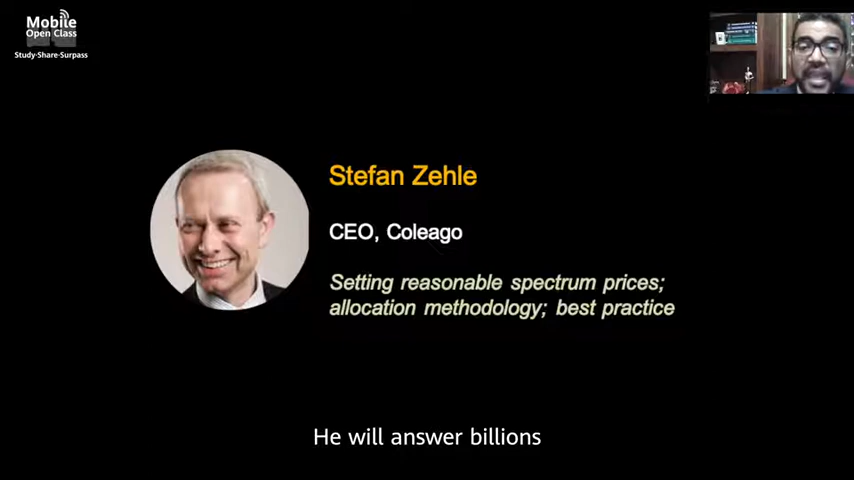 Mobile
Open Class
Study-Share-Surpass
Stefan Zehle
CEO, Coleago
Setting reasonable spectrum prices;
allocation methodology; best practice
He will answer billions